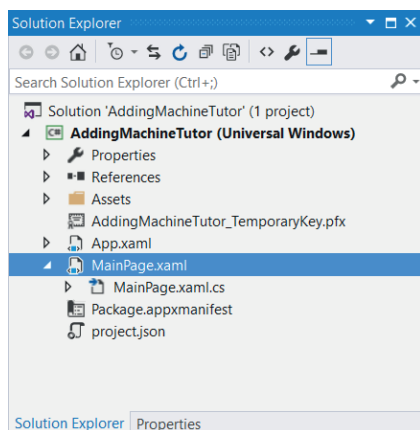 Solution Explorer
Search Solution Explorer (Ctrl+;)
Solution 'AddingMachineTutor' (1 project)
C# AddingMachineTutor (Universal Windows)
Properties
References
Assets
AddingMachineTutor_TemporaryKey.pfx
App.xaml
MainPage.xaml
MainPage.xaml.cs
Package.appxmanifest
project.json
Solution Explorer Properties